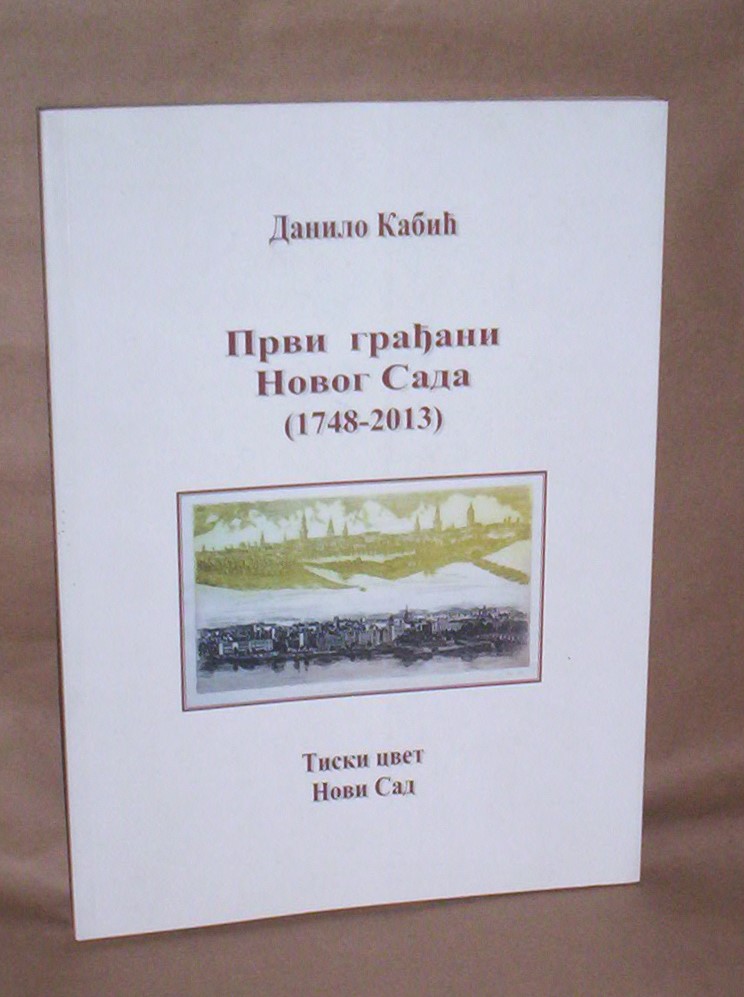 Данило Кабић
Први грађани
Новог Сада
(1748-2013)
Тиски цвет
Нови Сад